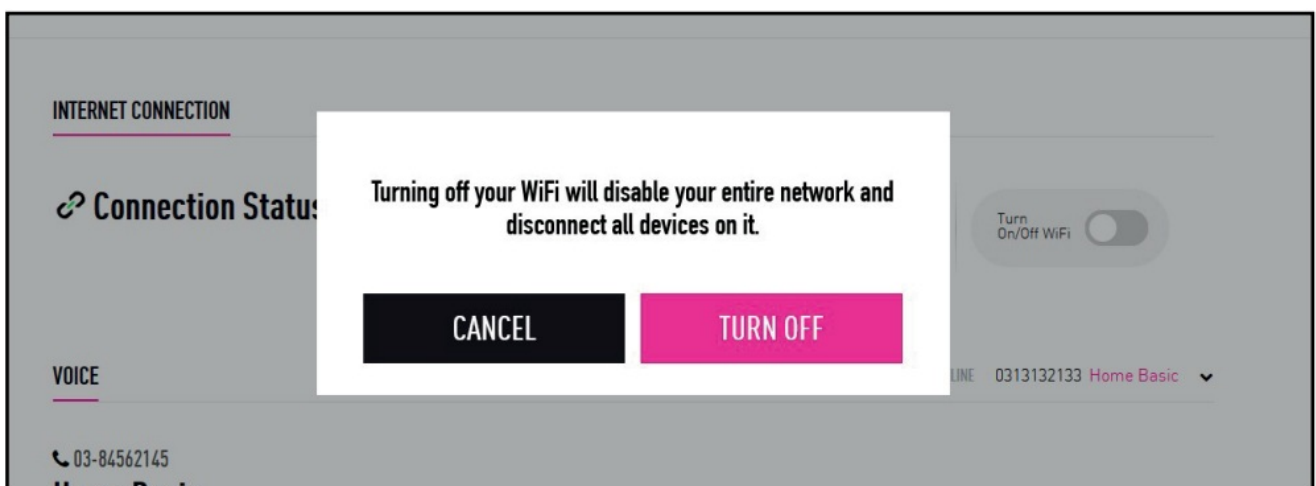 INTERNET CONNECTION
Connection Status
Turning off your WiFi will disable your entire network and
disconnect all devices on it.
Turn
On/Off WiFi
CANCEL
TURN OFF
VOICE
LINE 0313132133 Home Basic
03-84562145